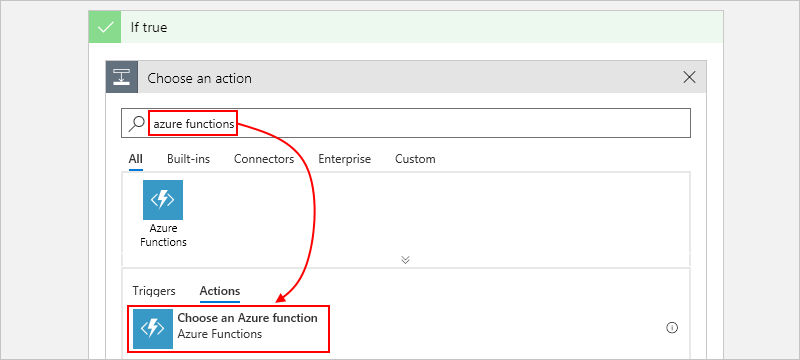 If true
Choose an action
azure functions
All Built-ins Connectors Enterprise Custom
Azure
Functions
Triggers Actions
Choose an Azure function
Azure Functions